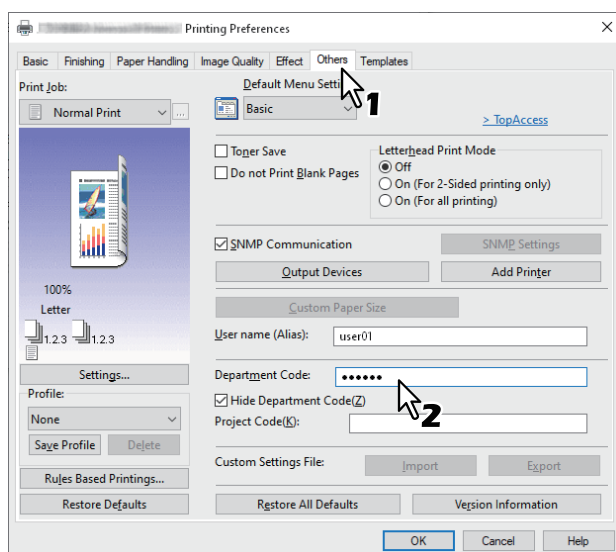 Printing Preferences
Basic Finishing Paper Handling Image Quality Effect Others Templates
Print Job:
Normal Print
...
100%
Letter
1.2.3 1.2.3
Settings...
Profile:
None
Save Profile Delete
Rules Based Printings...
Restore Defaults
Default Menu Setti
1
Basic
> TopAccess
Toner Save
Do not Print Blank Pages
Letterhead Print Mode
Off
On (For 2-Sided printing only)
On (For all printing)
SNMP Communication
SNMP Settings
Output Devices
Add Printer
Custom Paper Size
User name (Alias):
user01
Department Code:
••••••
2
Hide Department Code(Z)
Project Code(K):
Custom Settings File:
Import
Export
Restore All Defaults
Version Information
OK Cancel Help